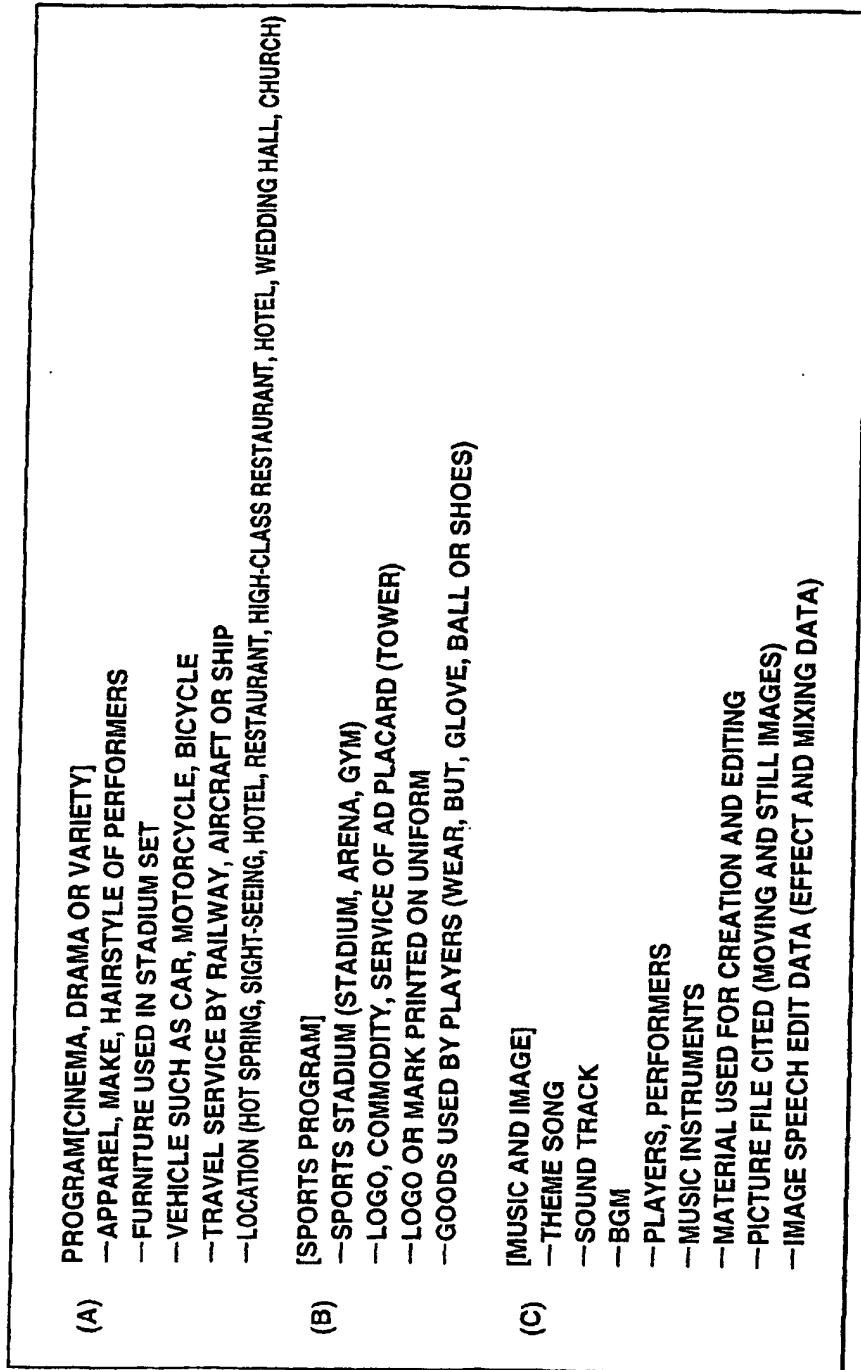 (A) PROGRAM[CINEMA, DRAMA OR VARIETY]
—APPAREL, MAKE, HAIRSTYLE OF PERFORMERS
—FURNITURE USED IN STADIUM SET
—VEHICLE SUCH AS CAR, MOTORCYCLE, BICYCLE
—TRAVEL SERVICE BY RAILWAY, AIRCRAFT OR SHIP
—LOCATION (HOT SPRING, SIGHT-SEEING, HOTEL, RESTAURANT, HIGH-CLASS RESTAURANT, HOTEL, WEDDING HALL, CHURCH)
(B) [SPORTS PROGRAM]
—SPORTS STADIUM (STADIUM, ARENA, GYM)
—LOGO, COMMODITY, SERVICE OF AD PLACARD (TOWER)
—LOGO OR MARK PRINTED ON UNIFORM
—GOODS USED BY PLAYERS (WEAR, BUT, GLOVE, BALL OR SHOES)
(C) [MUSIC AND IMAGE]
—THEME SONG
—SOUND TRACK
—BGM
—PLAYERS, PERFORMERS
—MUSIC INSTRUMENTS
—MATERIAL USED FOR CREATION AND EDITING
—PICTURE FILE CITED (MOVING AND STILL IMAGES)
—IMAGE SPEECH EDIT DATA (EFFECT AND MIXING DATA)